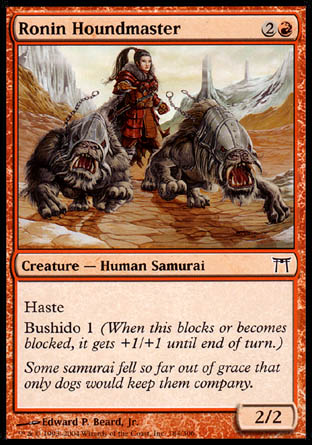 Ronin Houndmaster 2
Creature — Human Samurai
Haste
Bushido 1 (When this blocks or becomes
blocked, it gets +1/+1 until end of turn.)
Some samurai fell so far out of grace that
only dogs would keep them company.
Edward P. Beard, Jr.
2/2